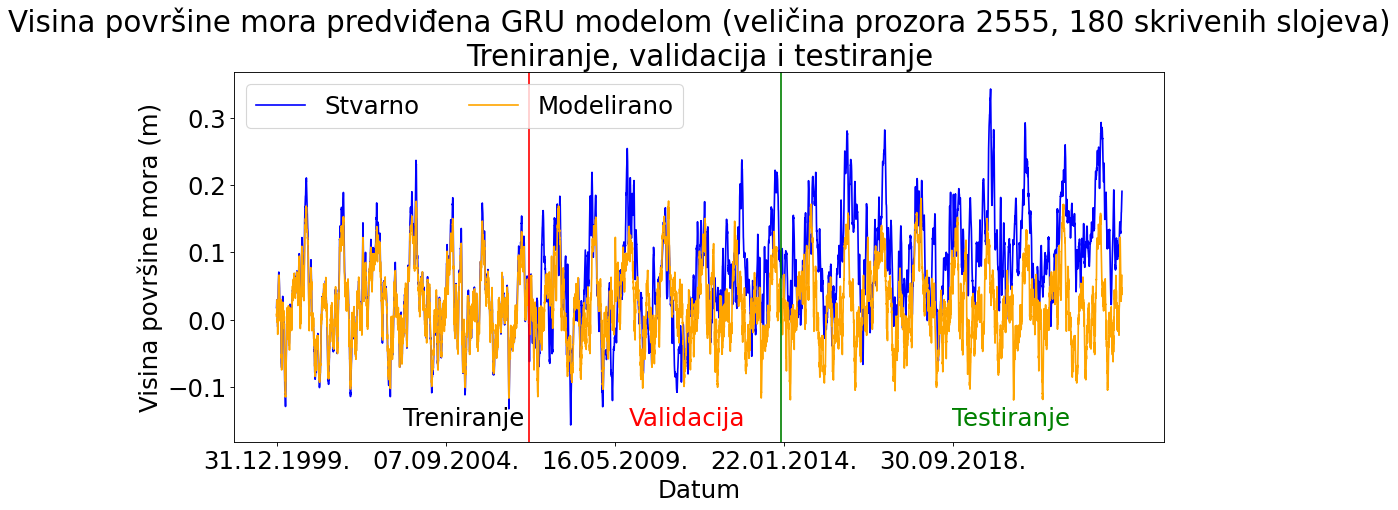 Visina površine mora predviđena GRU modelom (veličina prozora 2555, 180 skrivenih slojeva)
Treniranje, validacija i testiranje
Stvarno
Modelirano
Visina površine mora (m)
0.3
0.2
0.1
0.0
−0.1
Treniranje
Validacija
Testiranje
31.12.1999.
07.09.2004.
16.05.2009.
22.01.2014.
30.09.2018.
Datum